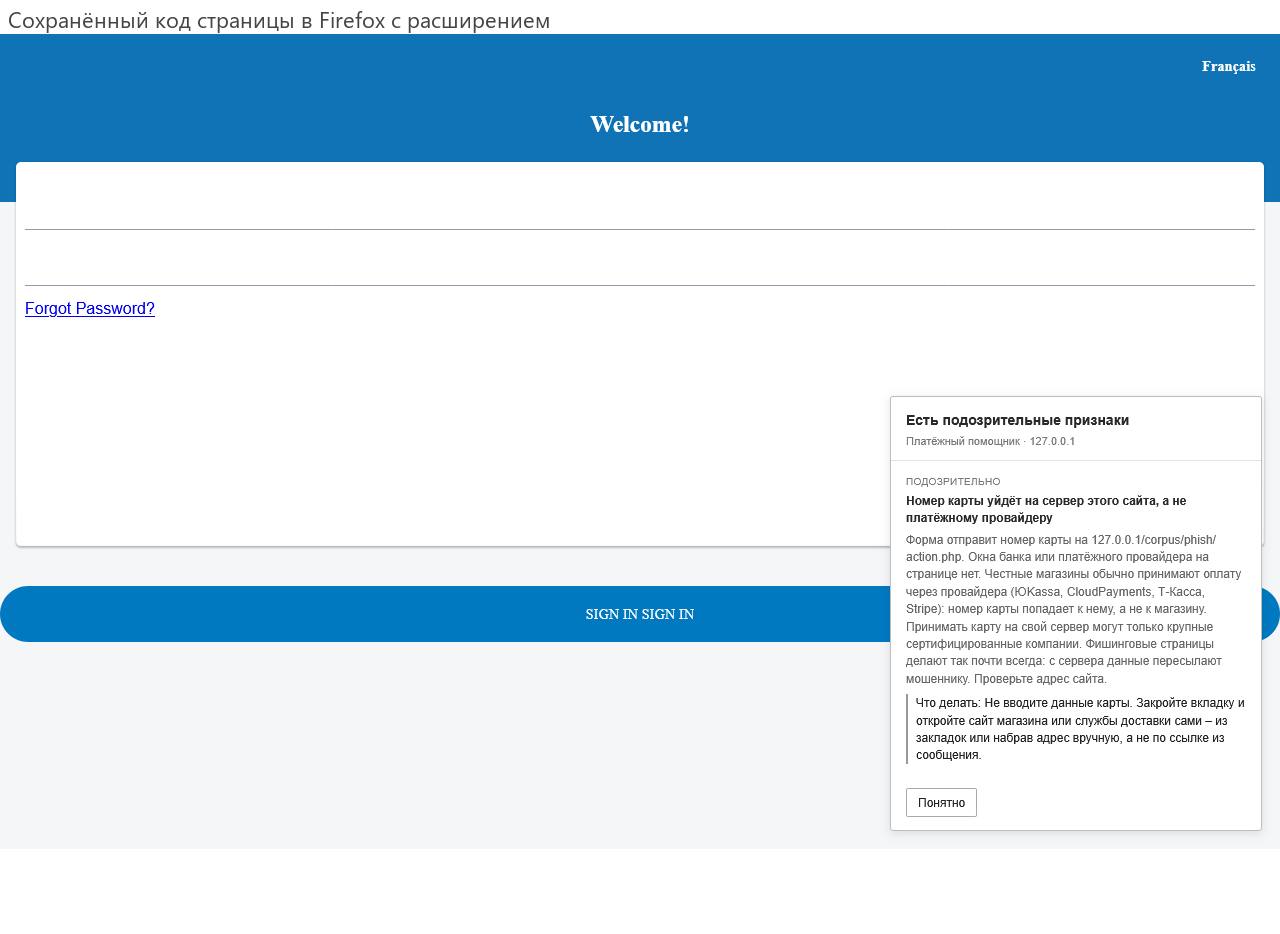 Сохранённый код страницы в Firefox с расширением
Français
Welcome!
Forgot Password?
SIGN IN SIGN IN
Есть подозрительные признаки
Платёжный помощник · 127.0.0.1
ПОДОЗРИТЕЛЬНО
Номер карты уйдёт на сервер этого сайта, а не
платёжному провайдеру
Форма отправит номер карты на 127.0.0.1/corpus/phish/
action.php. Окна банка или платёжного провайдера на
странице нет. Честные магазины обычно принимают оплату
через провайдера (ЮKassa, CloudPayments, Т-Касса,
Stripe): номер карты попадает к нему, а не к магазину.
Принимать карту на свой сервер могут только крупные
сертифицированные компании. Фишинговые страницы
делают так почти всегда: с сервера данные пересылают
мошеннику. Проверьте адрес сайта.
Что делать: Не вводите данные карты. Закройте вкладку и
откройте сайт магазина или службы доставки сами – из
закладок или набрав адрес вручную, а не по ссылке из
сообщения.
Понятно